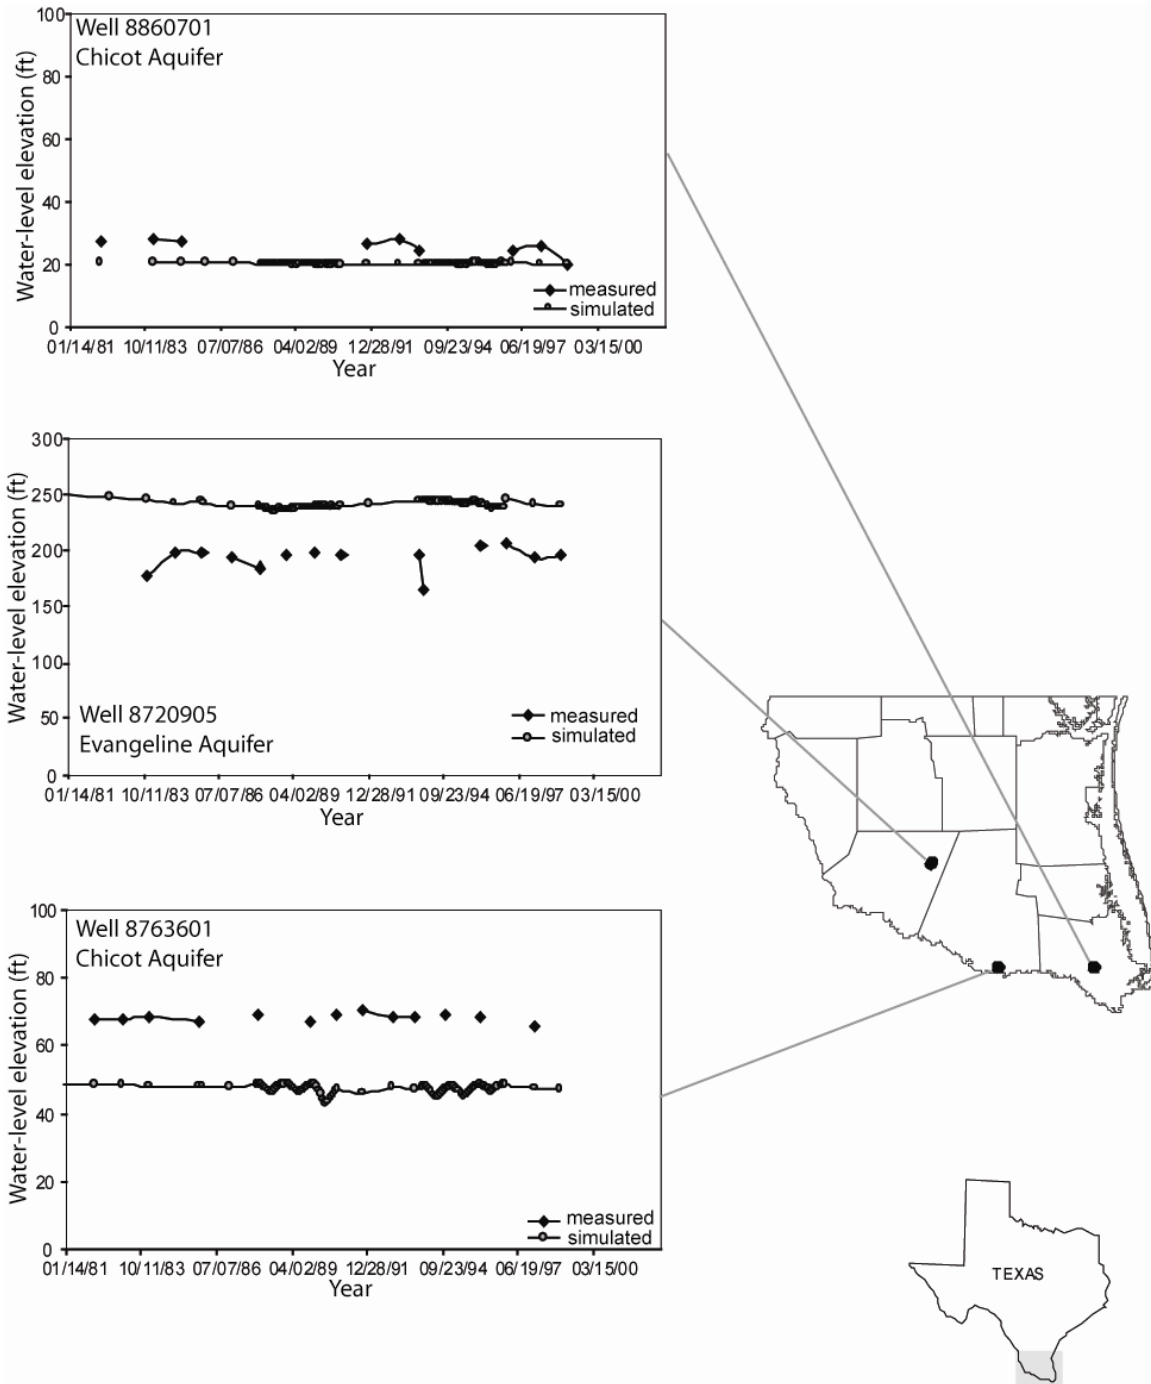 100
Well 8860701
Chicot Aquifer
80
60
40
20
0
Water-level elevation (ft)
measured
simulated
01/14/81 10/11/83 07/07/86 04/02/89 12/28/91 09/23/94 06/19/97 03/15/00
Year
300
250
200
150
100
50
0
Water-level elevation (ft)
Well 8720905
Evangeline Aquifer
measured
simulated
01/14/81 10/11/83 07/07/86 04/02/89 12/28/91 09/23/94 06/19/97 03/15/00
Year
100
Well 8763601
Chicot Aquifer
80
60
40
20
0
Water-level elevation (ft)
measured
simulated
01/14/81 10/11/83 07/07/86 04/02/89 12/28/91 09/23/94 06/19/97 03/15/00
Year
TEXAS